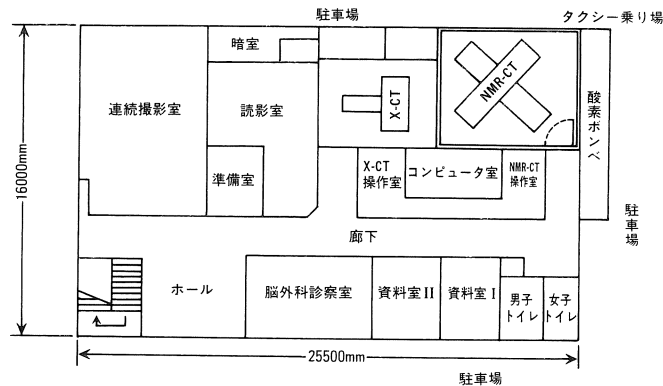 駐車場
タクシー乗り場
暗室
連続撮影室
読影室
X-CT
NMR-CT
酸素ボンベ
準備室
X-CT
操作室
コンピュータ室
NMR-CT
操作室
16000mm
廊下
駐車場
ホール
脳外科診察室
資料室II
資料室I
男子
トイレ
女子
トイレ
25500mm
駐車場